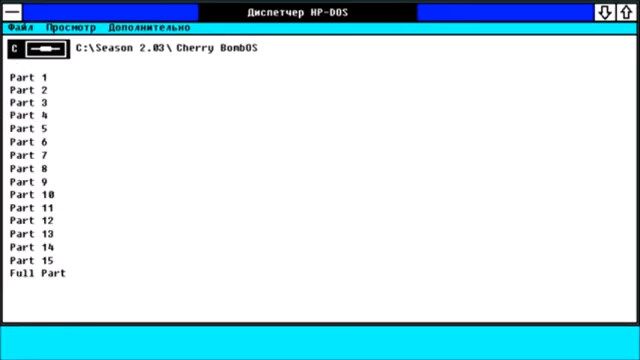 Диспетчер HP-DOS
Файл Просмотр Дополнительно
C C:\Season 2.03\Cherry BombOS
Part 1
Part 2
Part 3
Part 4
Part 5
Part 6
Part 7
Part 8
Part 9
Part 10
Part 11
Part 12
Part 13
Part 14
Part 15
Full Part